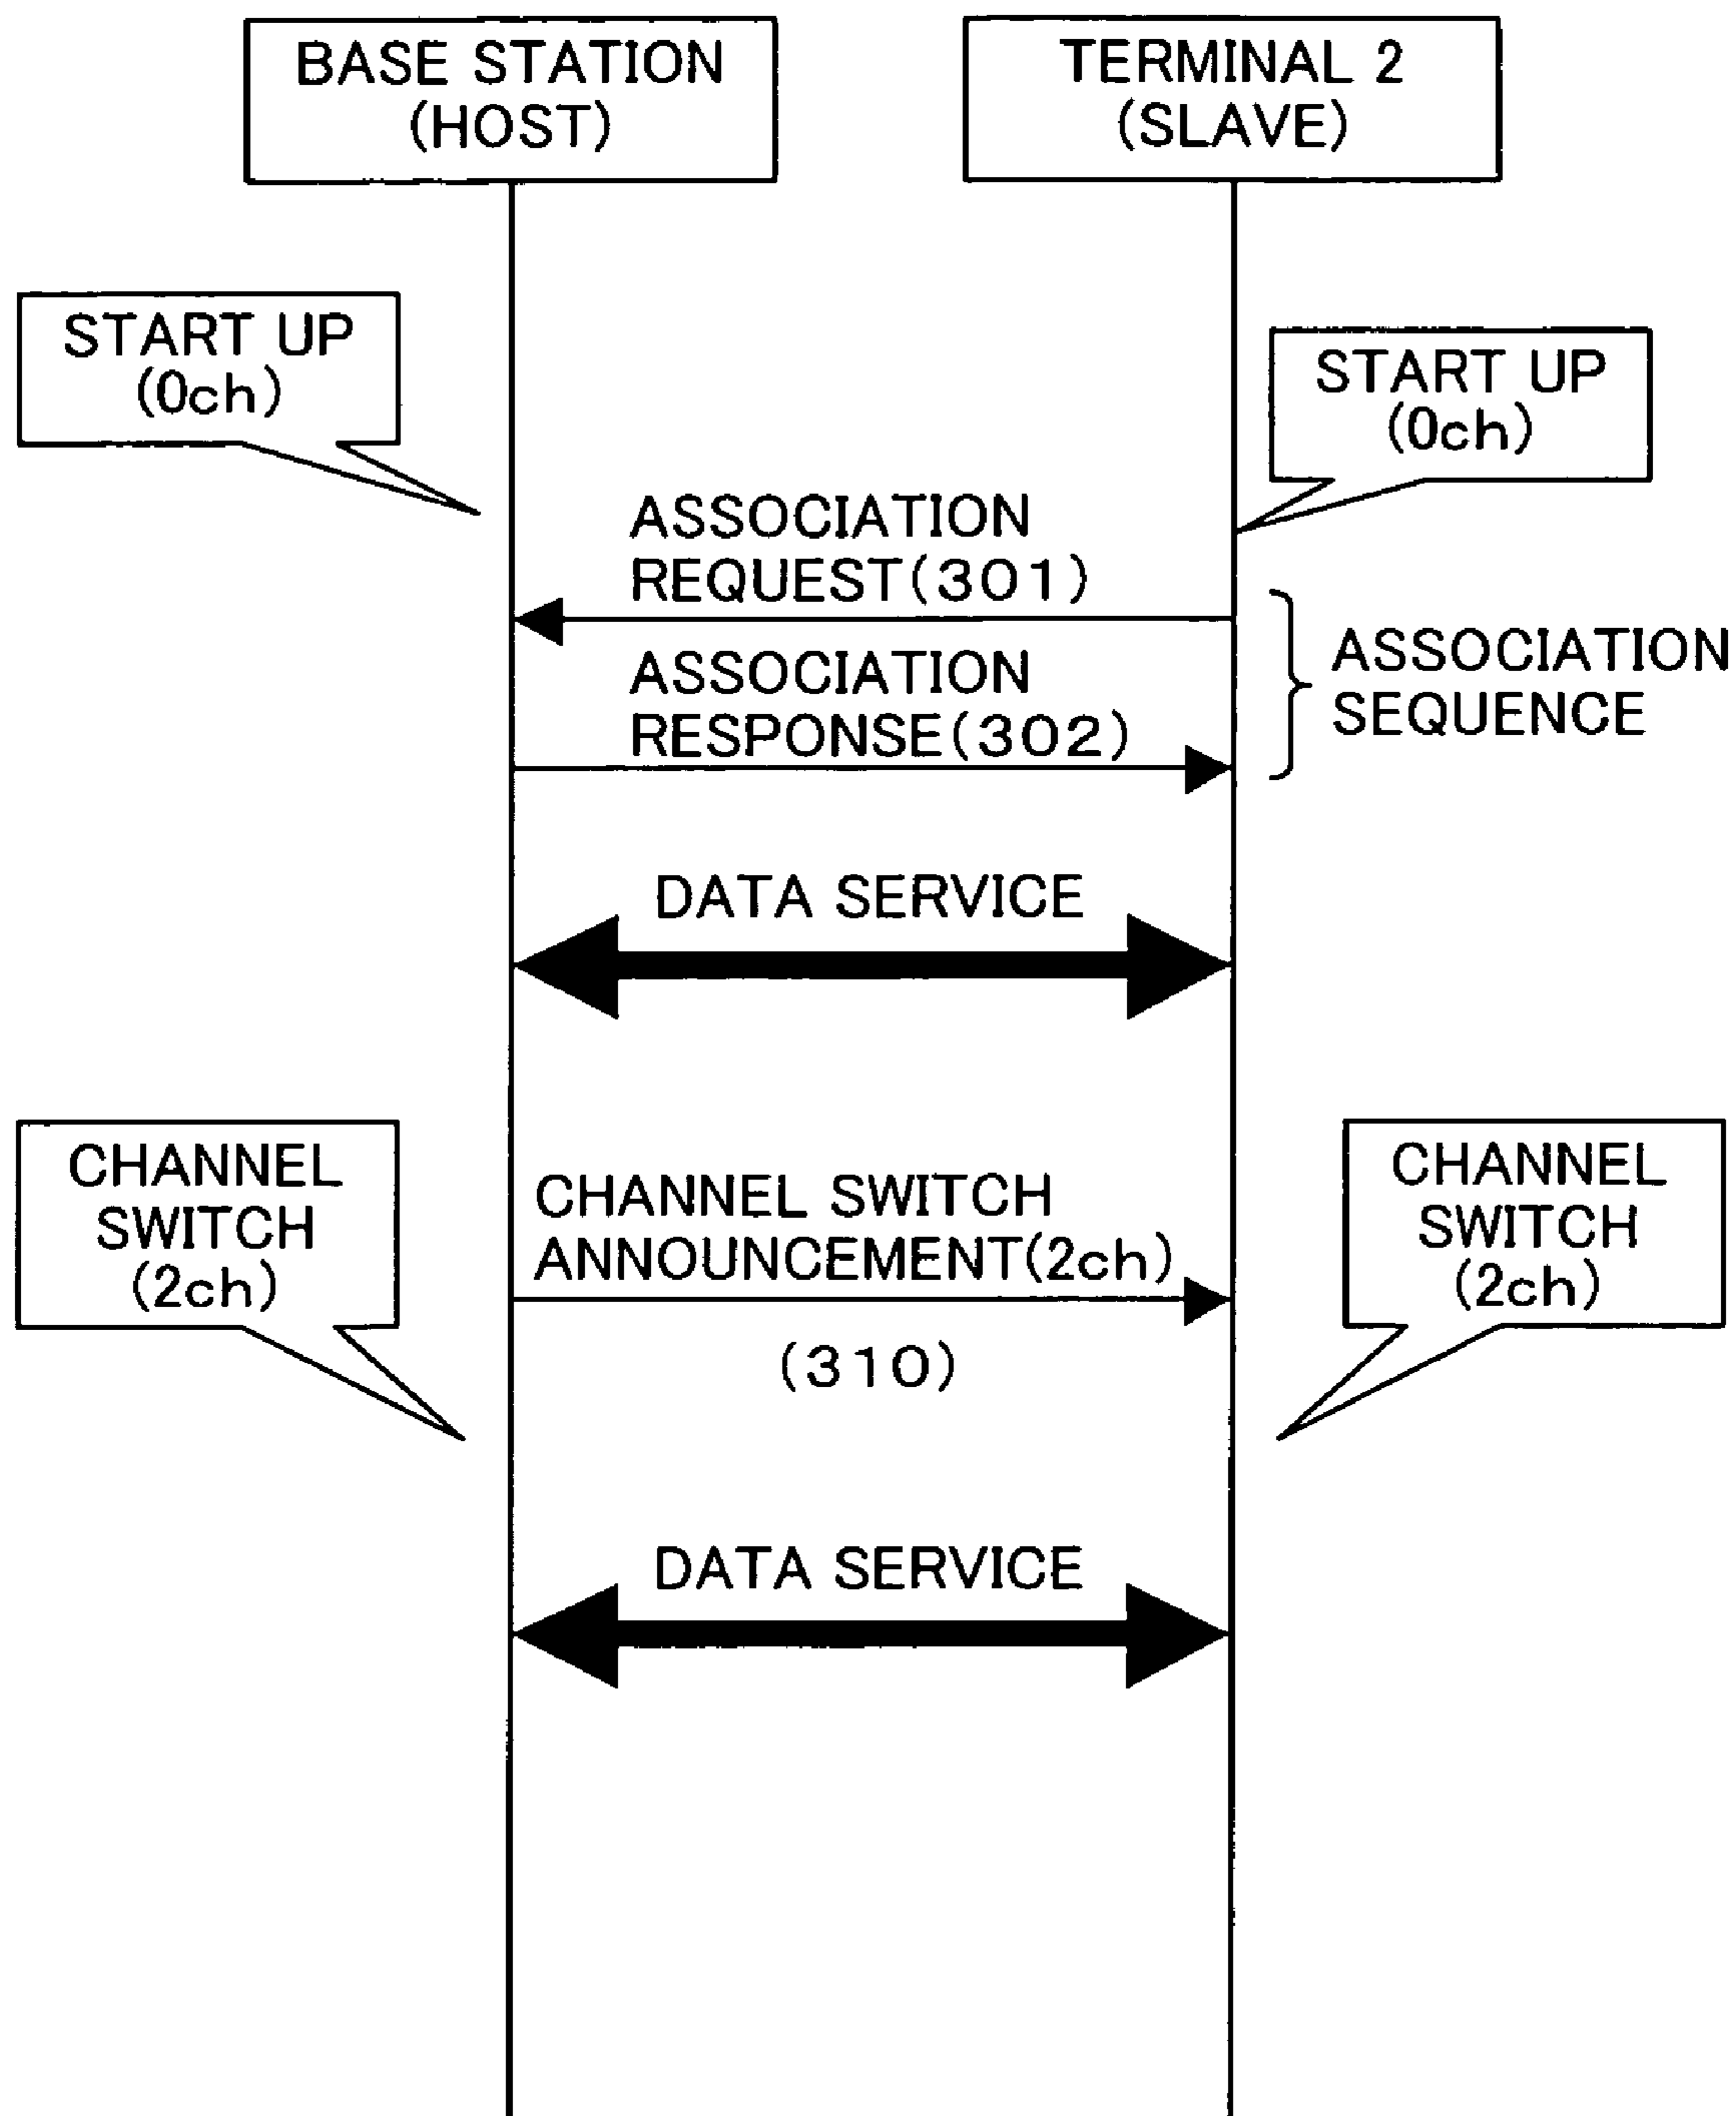 BASE STATION
(HOST)
TERMINAL 2
(SLAVE)
START UP
(0ch)
START UP
(0ch)
ASSOCIATION
REQUEST(301)
ASSOCIATION
RESPONSE(302)
ASSOCIATION
SEQUENCE
DATA SERVICE
CHANNEL
SWITCH
(2ch)
CHANNEL SWITCH
ANNOUNCEMENT(2ch)
(310)
CHANNEL
SWITCH
(2ch)
DATA SERVICE